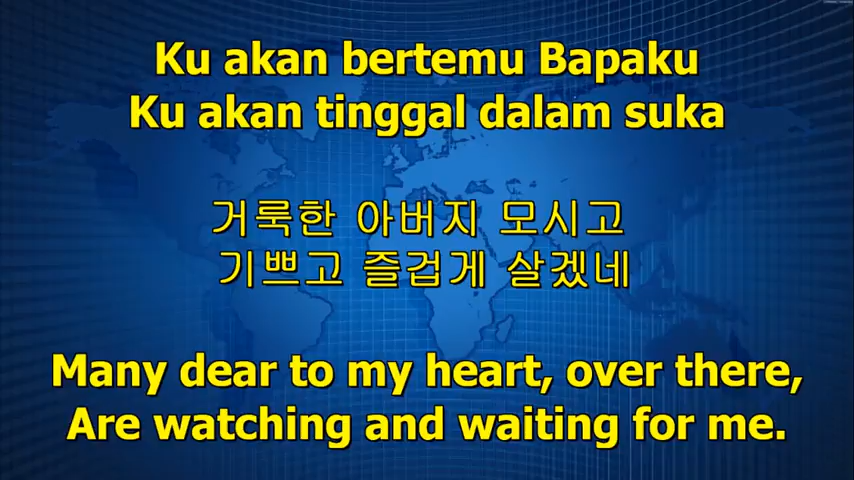 Ku akan bertemu Bapaku
Ku akan tinggal dalam suka
거룩한 아버지 모시고
기쁘고 즐겁게 살겠네
Many dear to my heart, over there,
Are watching and waiting for me.